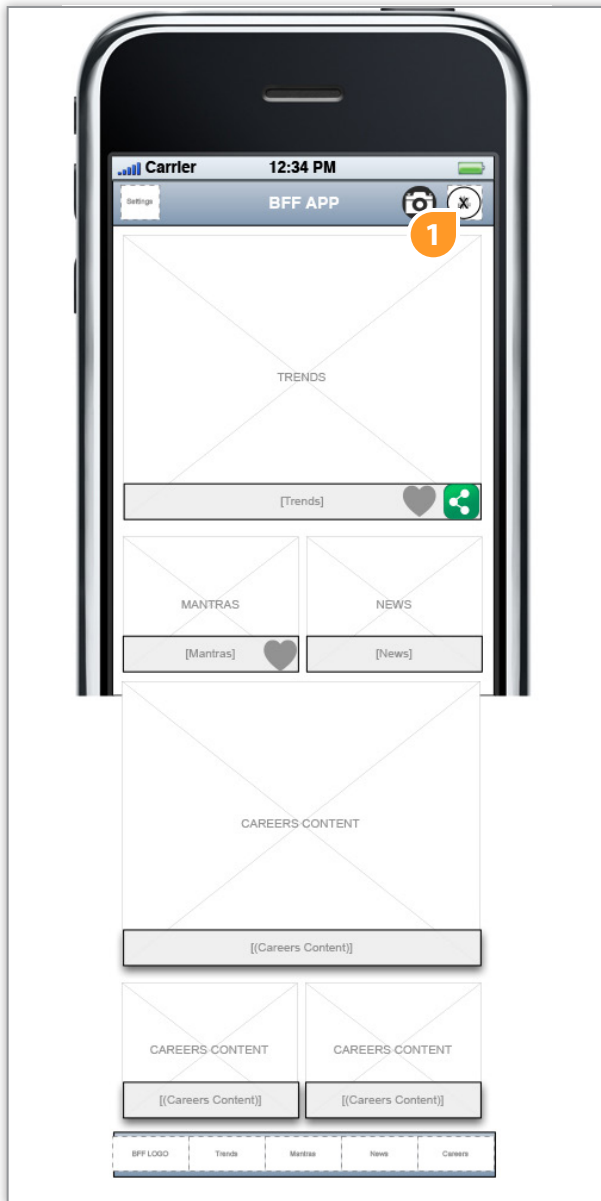 Carrier 12:34 PM
Settings BFF APP X
1
TRENDS
[Trends]
MANTRAS NEWS
[Mantras] [News]
CAREERS CONTENT
[(Careers Content)]
CAREERS CONTENT CAREERS CONTENT
[(Careers Content)] [(Careers Content)]
BFF LOGO Trends Mantras News Careers